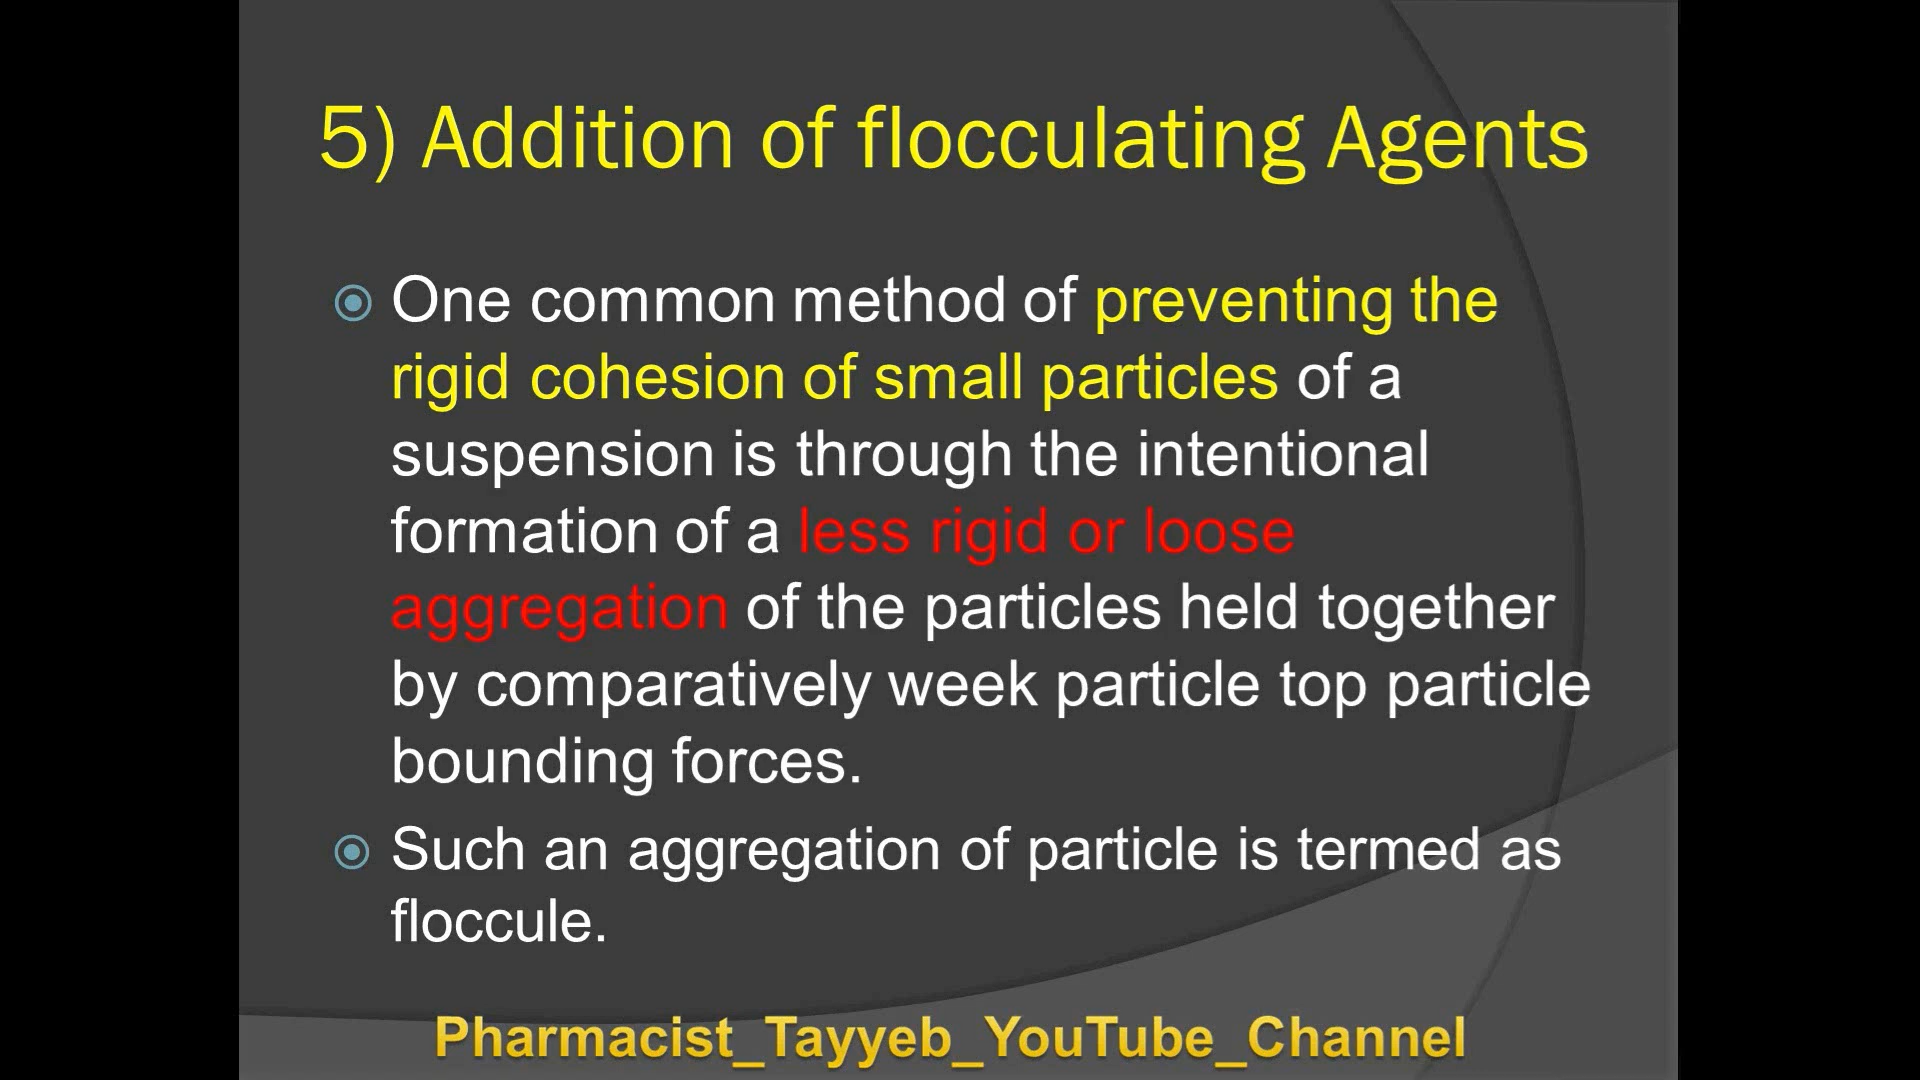 5) Addition of flocculating Agents
One common method of preventing the
rigid cohesion of small particles of a
suspension is through the intentional
formation of a less rigid or loose
aggregation of the particles held together
by comparatively week particle top particle
bounding forces.
Such an aggregation of particle is termed as
floccule.
Pharmacist_Tayyeb_YouTube_Channel